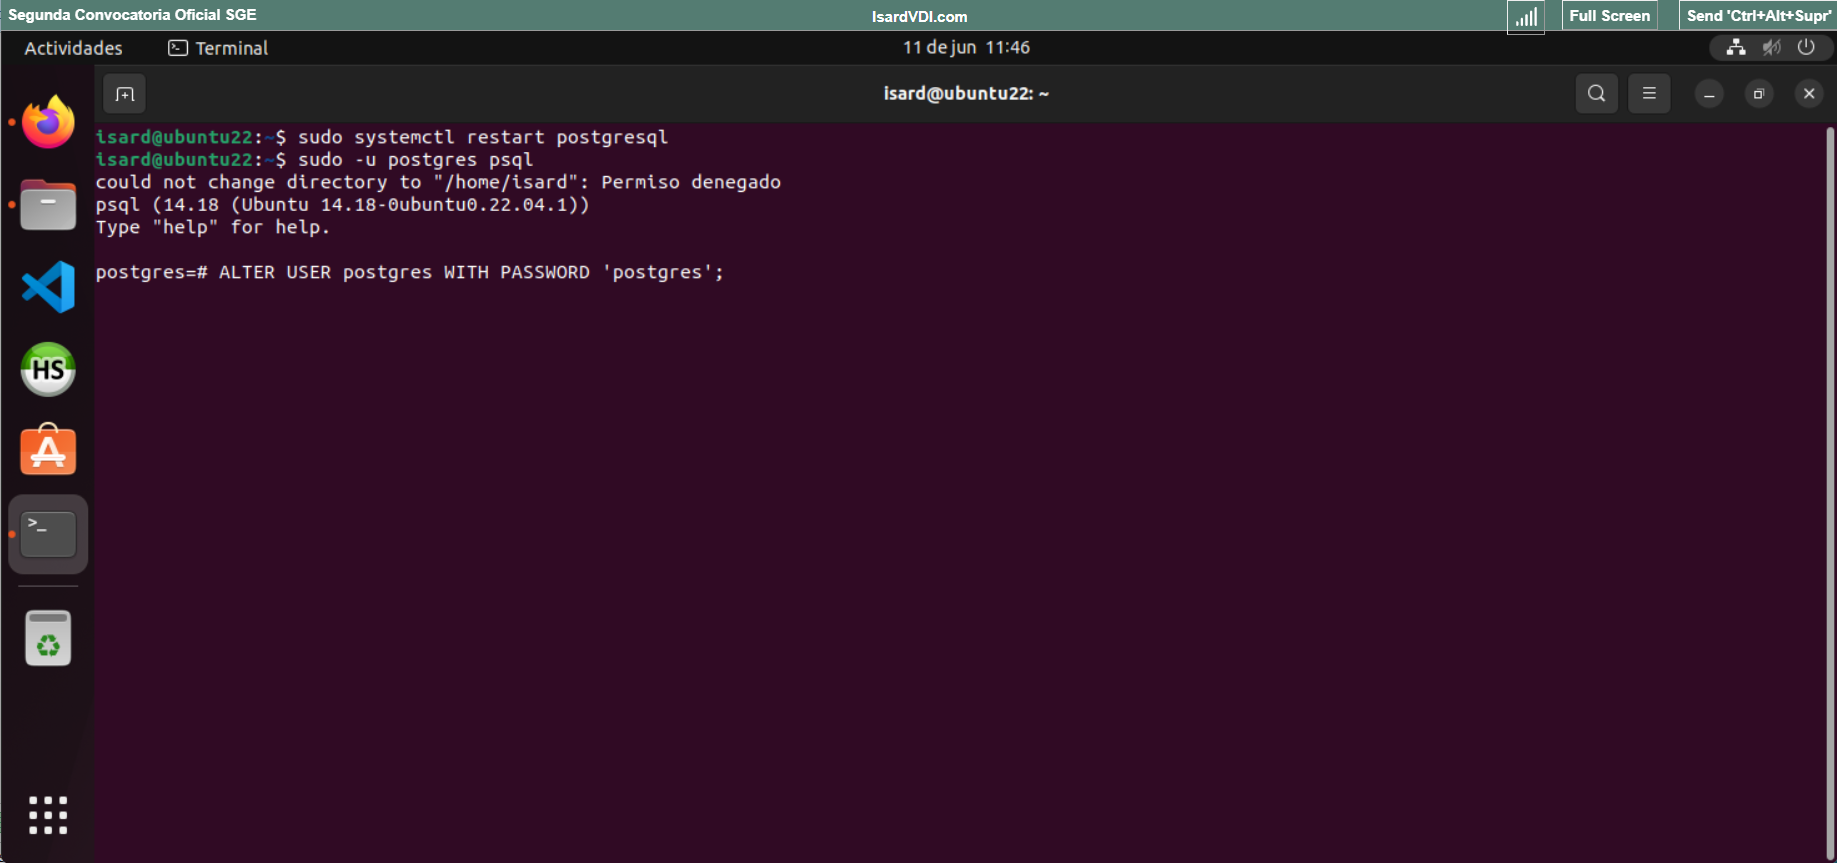 Segunda Convocatoria Oficial SGE
IsardVDI.com
Full Screen
Send 'Ctrl+Alt+Supr'
Actividades
Terminal
11 de jun 11:46
isard@ubuntu22: ~
isard@ubuntu22:~$ sudo systemctl restart postgresql
isard@ubuntu22:~$ sudo -u postgres psql
could not change directory to "/home/isard": Permiso denegado
psql (14.18 (Ubuntu 14.18-0ubuntu0.22.04.1))
Type "help" for help.
postgres=# ALTER USER postgres WITH PASSWORD 'postgres';
HS
>_